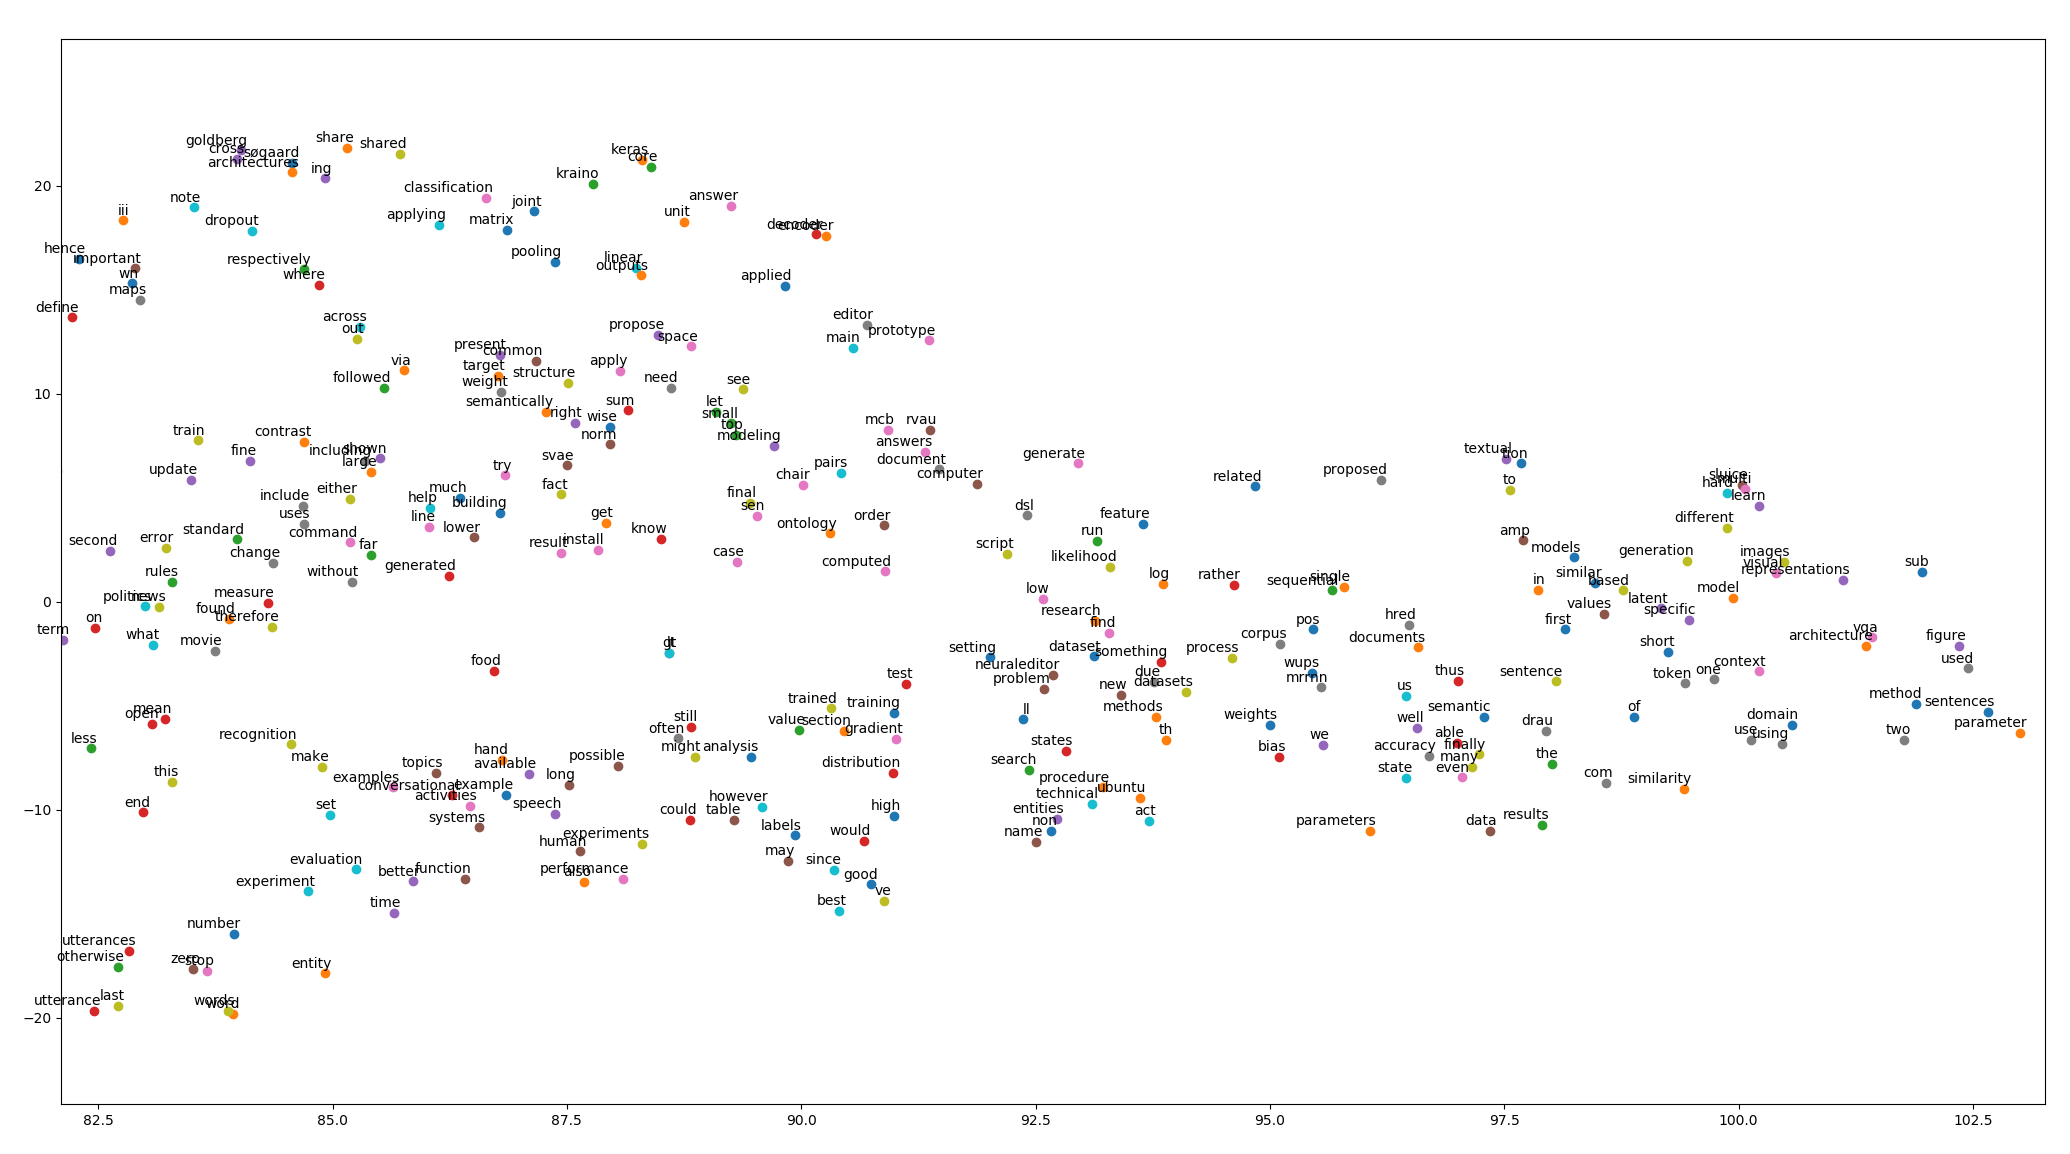 goldberg
cross
søgaard
architectures
share
shared
ing
keras
core
kraino
note
classification
iii
dropout
applying
joint
matrix
answer
unit
decoder
encoder
hence
important
wn
maps
define
respectively
where
pooling
linear
outputs
applied
across
out
propose
space
editor
main
prototype
present
common
target
weight
via
followed
structure
apply
need
see
semantically
right
sum
wise
norm
let
small
top
modeling
mcb
rvau
answers
document
computer
train
fine
contrast
including
shown
large
update
svae
try
fact
chair
pairs
generate
related
proposed
textual
tion
to
sluice
multi
hard
learn
include
uses
either
help
much
line
building
lower
command
far
get
final
sen
ontology
order
dsl
feature
amp
different
second
error
standard
change
result
install
know
case
computed
script
run
likelihood
models
generation
images
visual
representations
sub
rules
without
generated
log
rather
sequential
single
in
similar
based
model
politics
news
measure
found
therefore
low
research
find
pos
hred
first
values
latent
specific
on
term
what
movie
corpus
documents
short
vga
architecture
figure
used
food
gt
it
test
setting
dataset
something
process
neuraleditor
problem
due
datasets
new
wups
mrmn
us
thus
sentence
token
one
context
mean
open
less
trained
training
value
section
gradient
still
often
might
analysis
ll
methods
th
weights
well
semantic
drau
of
domain
method
sentences
parameter
recognition
make
this
topics
hand
available
possible
long
distribution
states
search
bias
we
accuracy
able
finally
many
even
state
the
use
using
two
com
similarity
end
set
examples
conversational
activities
example
systems
speech
could
however
table
high
procedure
technical
ubuntu
act
entities
non
name
parameters
data
results
evaluation
experiment
better
function
human
experiments
performance
also
labels
may
would
since
good
ve
best
time
number
utterances
otherwise
zero
stop
entity
utterance
last
words
word
20
10
0
−10
−20
82.5 85.0 87.5 90.0 92.5 95.0 97.5 100.0 102.5